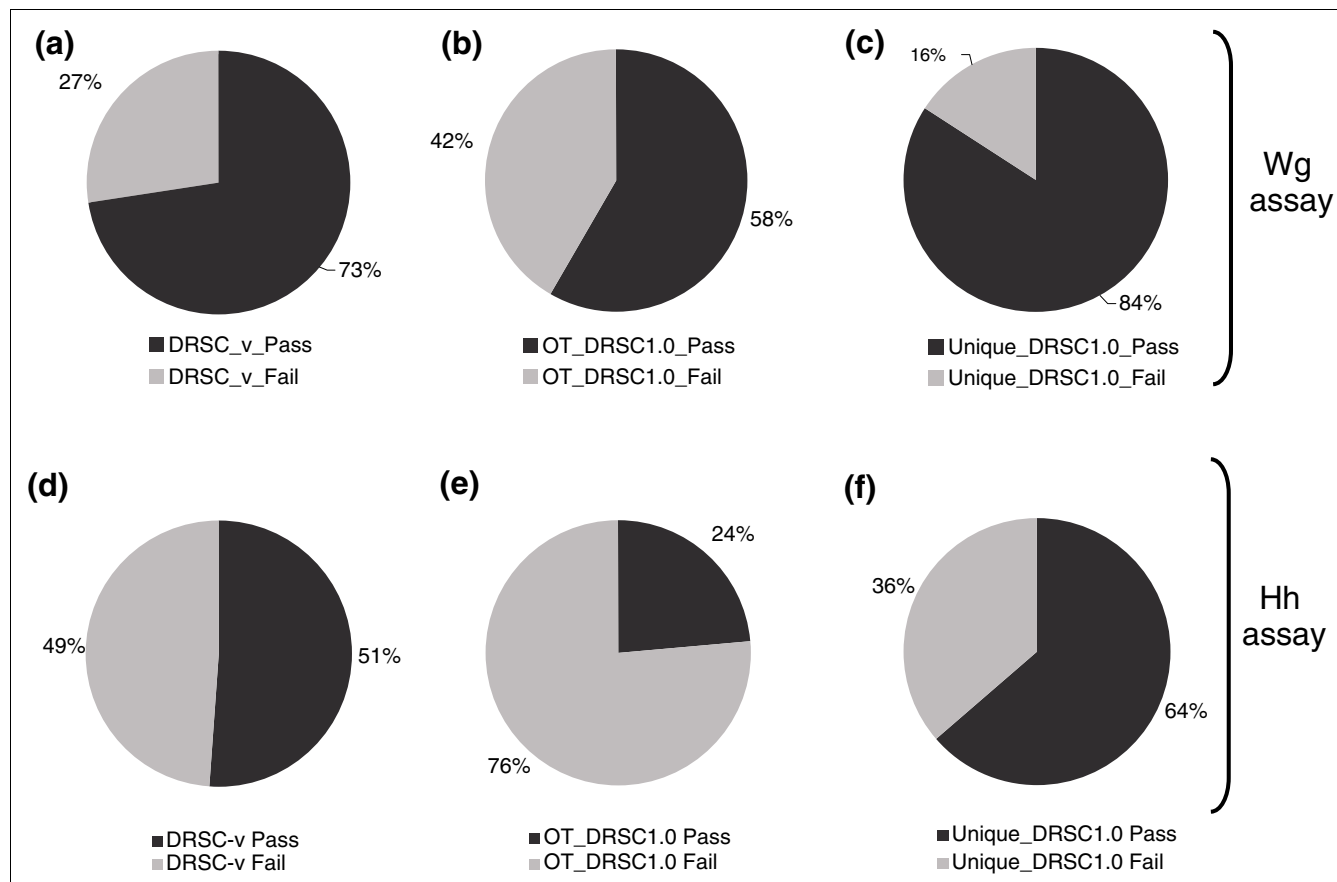 (a)
27%
73%
DRSC_v_Pass
DRSC_v_Fail
(b)
42%
58%
OT_DRSC1.0_Pass
OT_DRSC1.0_Fail
(c)
16%
84%
Unique_DRSC1.0_Pass
Unique_DRSC1.0_Fail
Wg
assay
(d)
49%
51%
DRSC-v Pass
DRSC-v Fail
(e)
24%
76%
OT_DRSC1.0 Pass
OT_DRSC1.0 Fail
(f)
36%
64%
Unique_DRSC1.0 Pass
Unique_DRSC1.0 Fail
Hh
assay